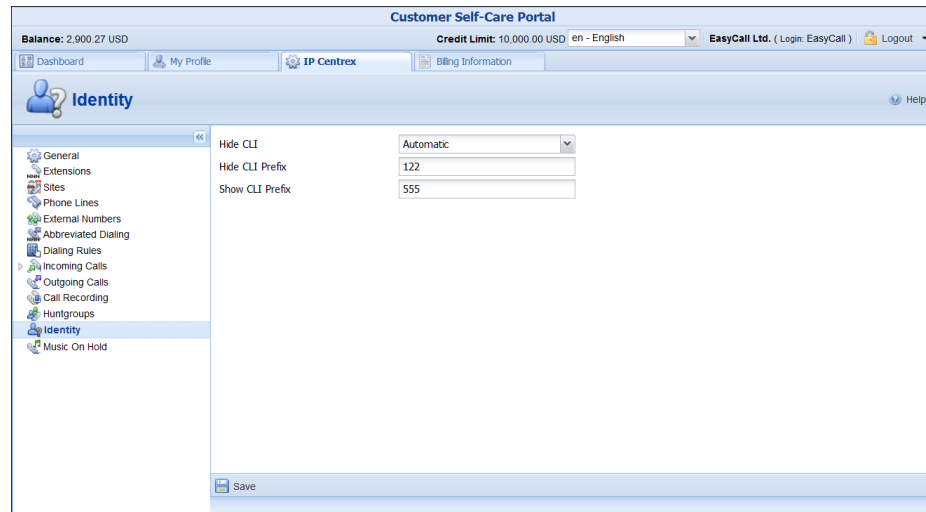 Customer Self-Care Portal
Balance: 2,900.27 USD Credit Limit: 10,000.00 USD en - English EasyCall Ltd. ( Login: EasyCall ) Logout
Dashboard My Profile IP Centrex Billing Information
Identity Help
General
Extensions
Sites
Phone Lines
External Numbers
Abbreviated Dialing
Dialing Rules
Incoming Calls
Outgoing Calls
Call Recording
Huntgroups
Identity
Music On Hold
Hide CLI Automatic
Hide CLI Prefix 122
Show CLI Prefix 555
Save